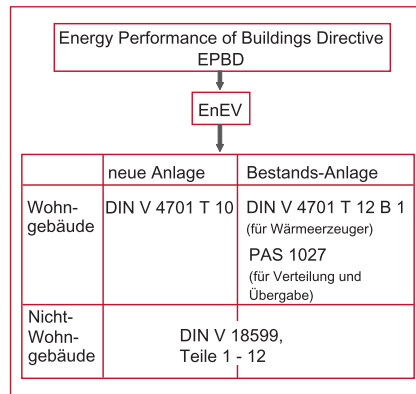 Energy Performance of Buildings Directive
EPBD
EnEV
neue Anlage
Bestands-Anlage
Wohn-
gebäude
DIN V 4701 T 10
DIN V 4701 T 12 B 1
(für Wärmeerzeuger)
PAS 1027
(für Verteilung und
Übergabe)
Nicht-
Wohn-
gebäude
DIN V 18599,
Teile 1 - 12